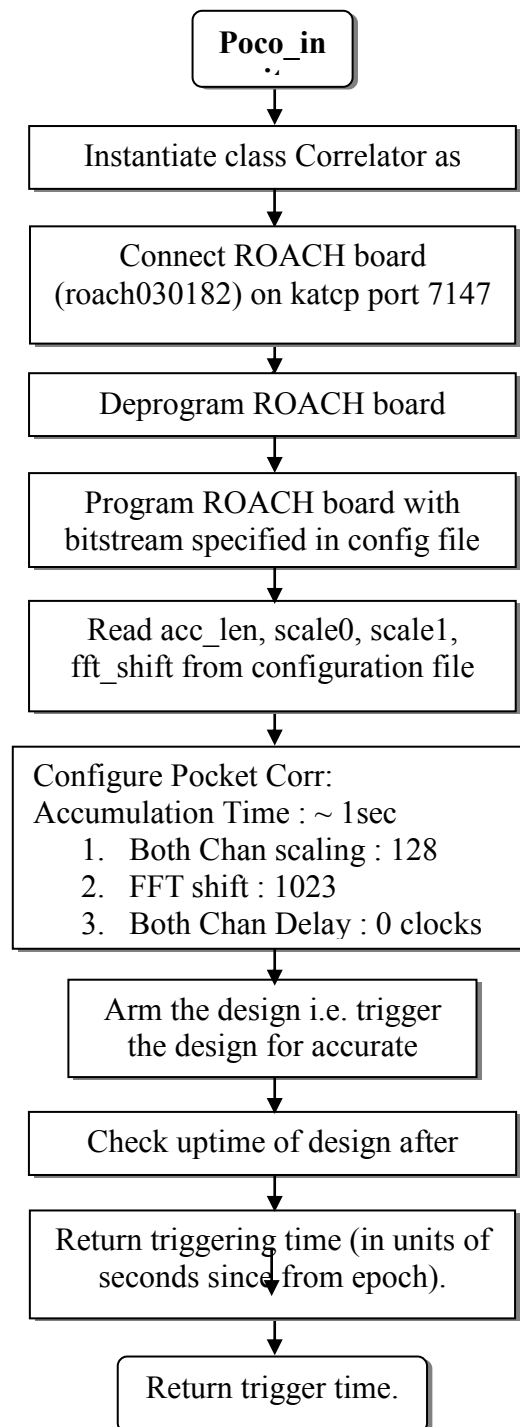 Poco_in
Instantiate class Correlator as
Connect ROACH board
(roach030182) on katcp port 7147
Deprogram ROACH board
Program ROACH board with
bitstream specified in config file
Read acc_len, scale0, scale1,
fft_shift from configuration file
Configure Pocket Corr:
Accumulation Time : ~ 1sec
1. Both Chan scaling : 128
2. FFT shift : 1023
3. Both Chan Delay : 0 clocks
Arm the design i.e. trigger
the design for accurate
Check uptime of design after
Return triggering time (in units of
seconds since from epoch).
Return trigger time.